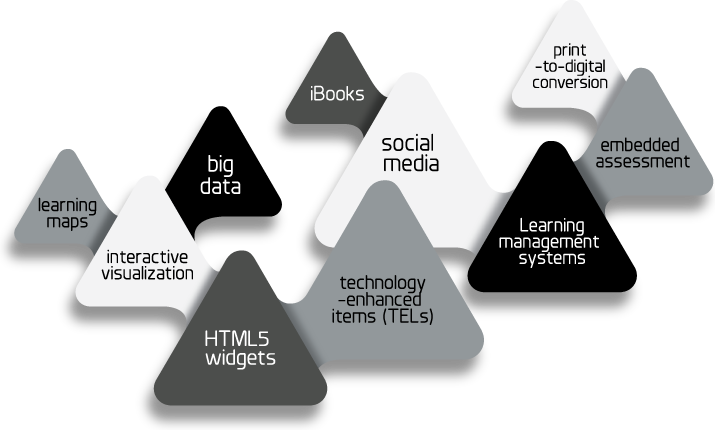 print
-to-digital
conversion
iBooks
social
media
embedded
assessment
big
data
learning
maps
Learning
management
systems
interactive
visualization
technology
-enhanced
items (TELs)
HTML5
widgets